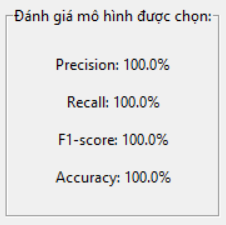 Đánh giá mô hình được chọn:
Precision: 100.0%
Recall: 100.0%
F1-score: 100.0%
Accuracy: 100.0%